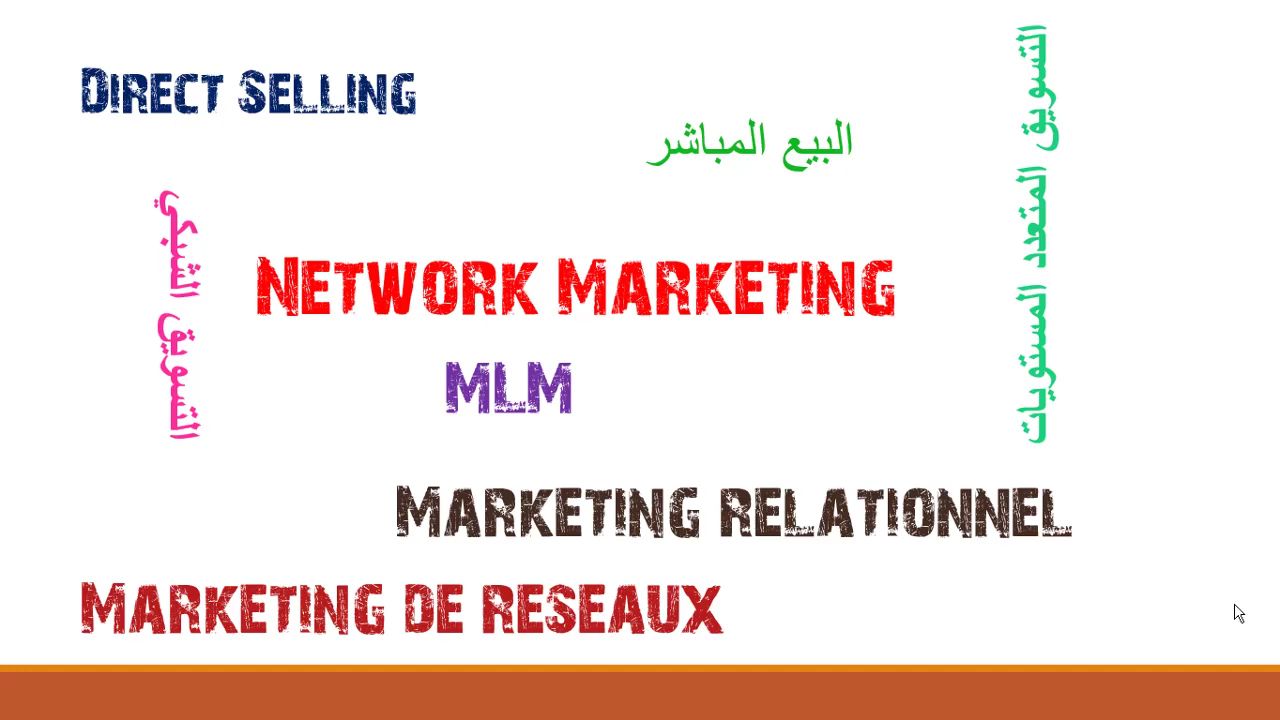 Direct Selling
البيع المباشر
التسويق المتعدد المستويات
التسويق الشبكي
Network Marketing
MLM
Marketing relationnel
Marketing de reseaux